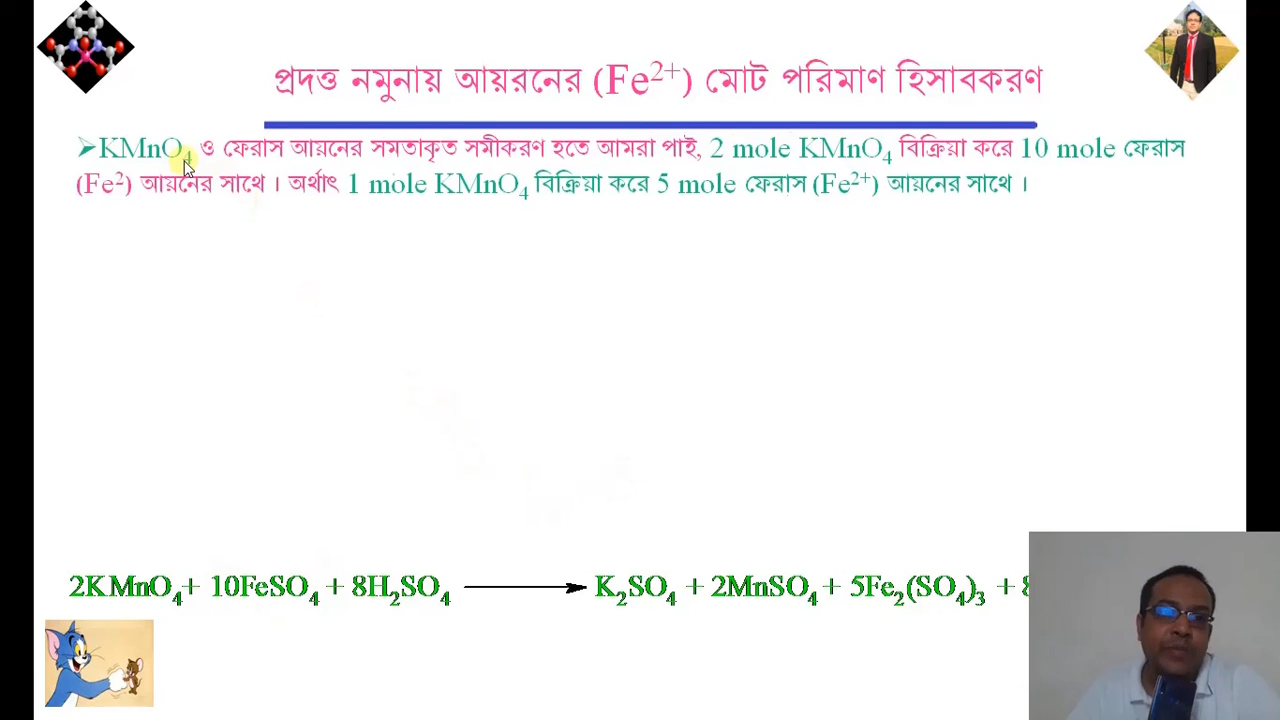 প্রদত্ত নমুনায় আয়রনের (Fe²⁺) মোট পরিমাণ হিসাবকরণ
➢KMnO₄ ও ফেরাস আয়নের সমতাকৃত সমীকরণ হতে আমরা পাই, 2 mole KMnO₄ বিক্রিয়া করে 10 mole ফেরাস
(Fe²) আয়নের সাথে। অর্থাৎ 1 mole KMnO₄ বিক্রিয়া করে 5 mole ফেরাস (Fe²⁺) আয়নের সাথে।
2KMnO₄+ 10FeSO₄ + 8H₂SO₄ ⟶ K₂SO₄ + 2MnSO₄ + 5Fe₂(SO₄)₃ + 8